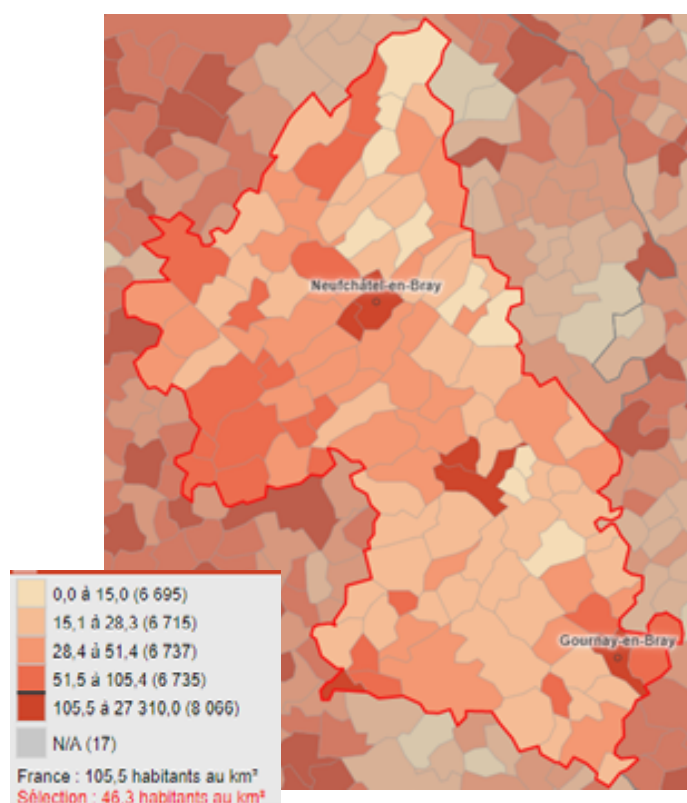 Neufchâtel-en-Bray
Gournay-en-Bray
0,0 à 15,0 (6 695)
15,1 à 28,3 (6 715)
28,4 à 51,4 (6 737)
51,5 à 105,4 (6 735)
105,5 à 27 310,0 (8 066)
N/A (17)
France : 105,5 habitants au km²
Sélection : 46,3 habitants au km²